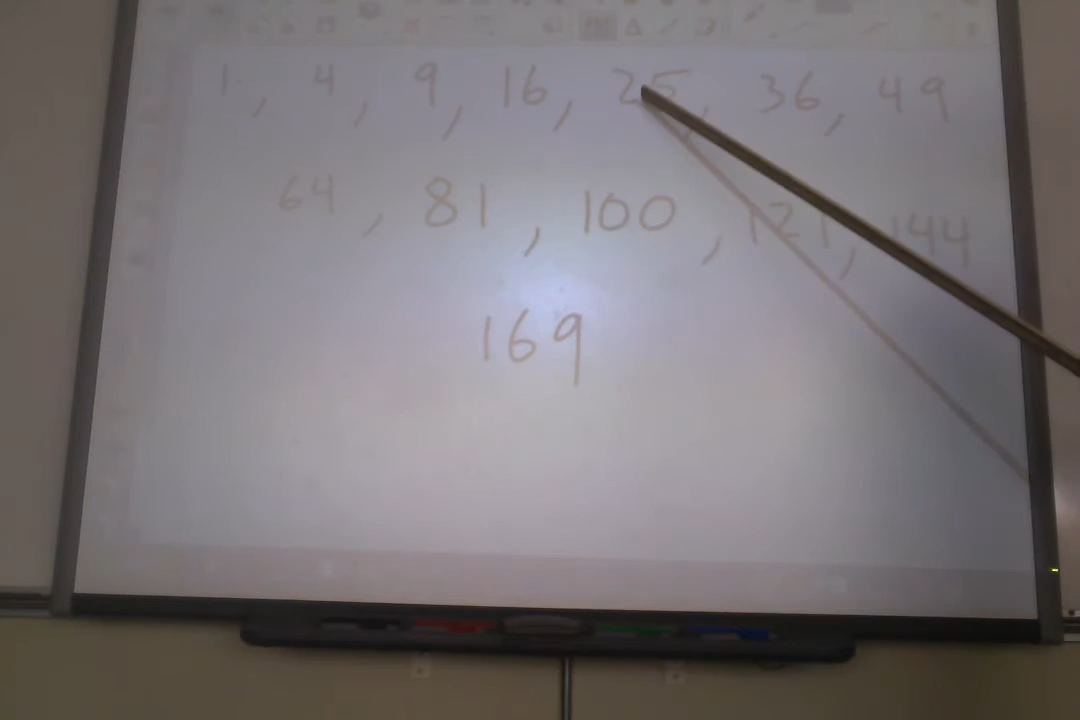 1, 4, 9, 16, 25, 36, 49
64, 81, 100, 121, 144
169